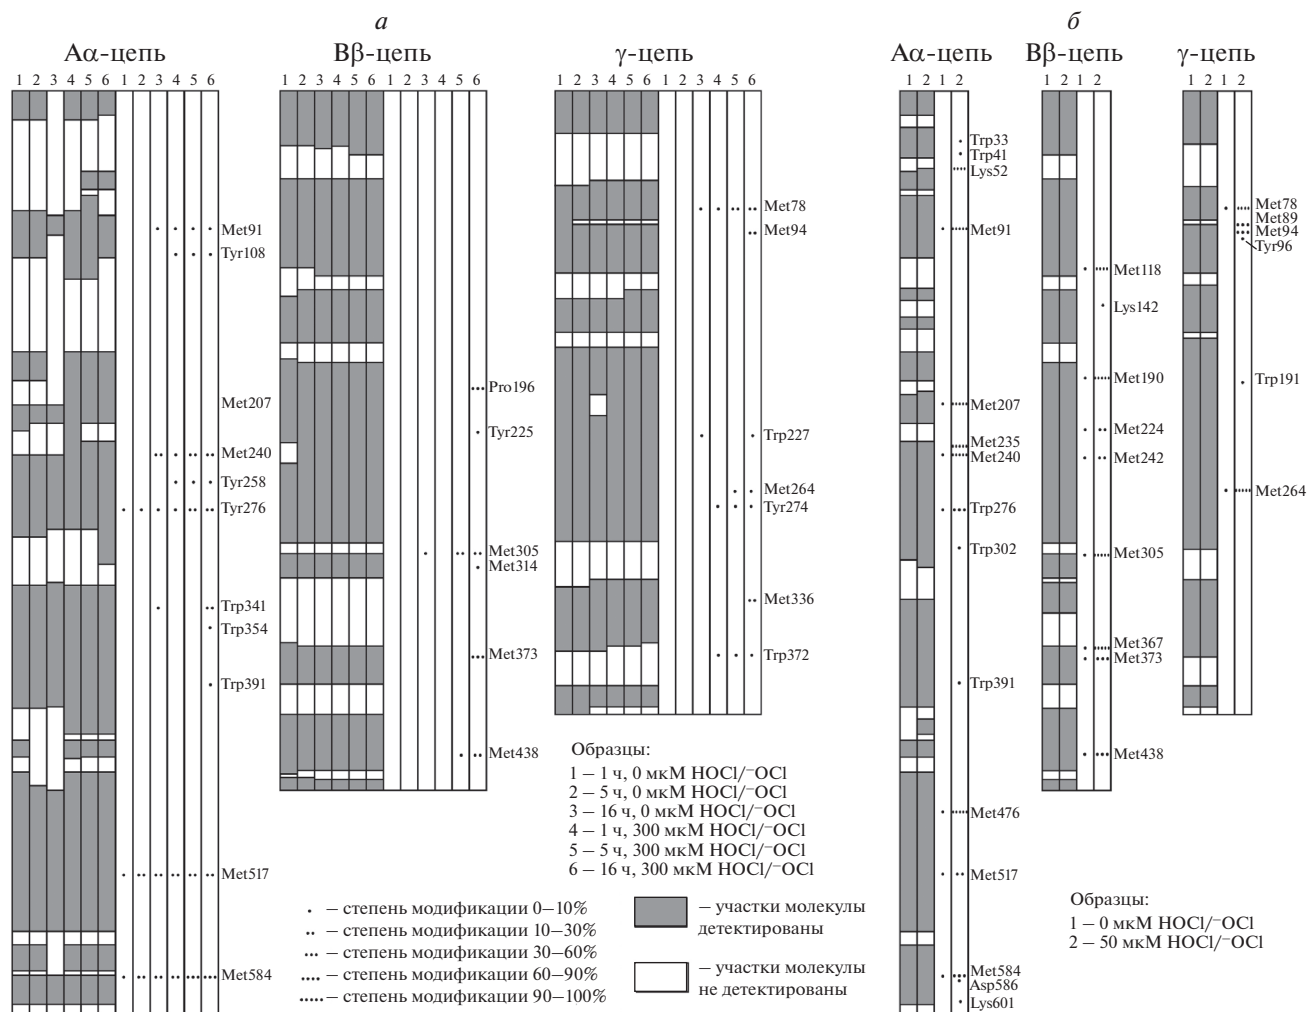 а
Aα-цепь
Bβ-цепь
γ-цепь
1 2 3 4 5 6 1 2 3 4 5 6
1 2 3 4 5 6 1 2 3 4 5 6
1 2 3 4 5 6 1 2 3 4 5 6
Met91
Tyr108
Met207
Met240
Tyr258
Tyr276
Trp341
Trp354
Trp391
Met517
Met584
Pro196
Tyr225
Met305
Met314
Met373
Met438
Met78
Met94
Trp227
Met264
Tyr274
Met336
Trp372
Образцы:
1 – 1 ч, 0 мкМ HOCl/⁻OCl
2 – 5 ч, 0 мкМ HOCl/⁻OCl
3 – 16 ч, 0 мкМ HOCl/⁻OCl
4 – 1 ч, 300 мкМ HOCl/⁻OCl
5 – 5 ч, 300 мкМ HOCl/⁻OCl
6 – 16 ч, 300 мкМ HOCl/⁻OCl
• – степень модификации 0–10%
•• – степень модификации 10–30%
••• – степень модификации 30–60%
•••• – степень модификации 60–90%
••••• – степень модификации 90–100%
– участки молекулы
детектированы
– участки молекулы
не детектированы
б
Aα-цепь
Bβ-цепь
γ-цепь
1 2 1 2
1 2 1 2
1 2 1 2
Trp33
Trp41
Lys52
Met91
Met207
Met235
Met240
Trp276
Trp302
Trp391
Met476
Met517
Met584
Asp586
Lys601
Met118
Lys142
Met190
Met224
Met242
Met305
Met367
Met373
Met438
Met78
Met89
Met94
Tyr96
Trp191
Met264
Образцы:
1 – 0 мкМ HOCl/⁻OCl
2 – 50 мкМ HOCl/⁻OCl